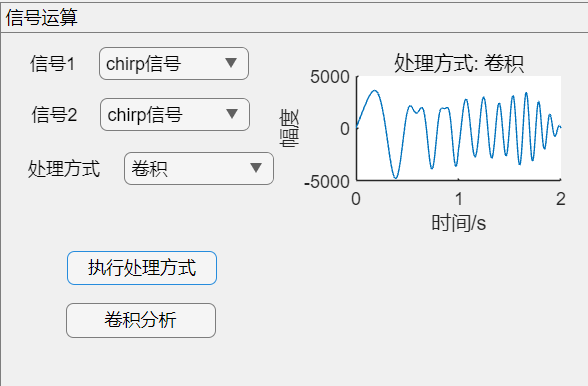 信号运算
信号1
chirp信号
信号2
chirp信号
处理方式
卷积
执行处理方式
卷积分析
处理方式: 卷积
5000
0
-5000
幅度
0
1
2
时间/s